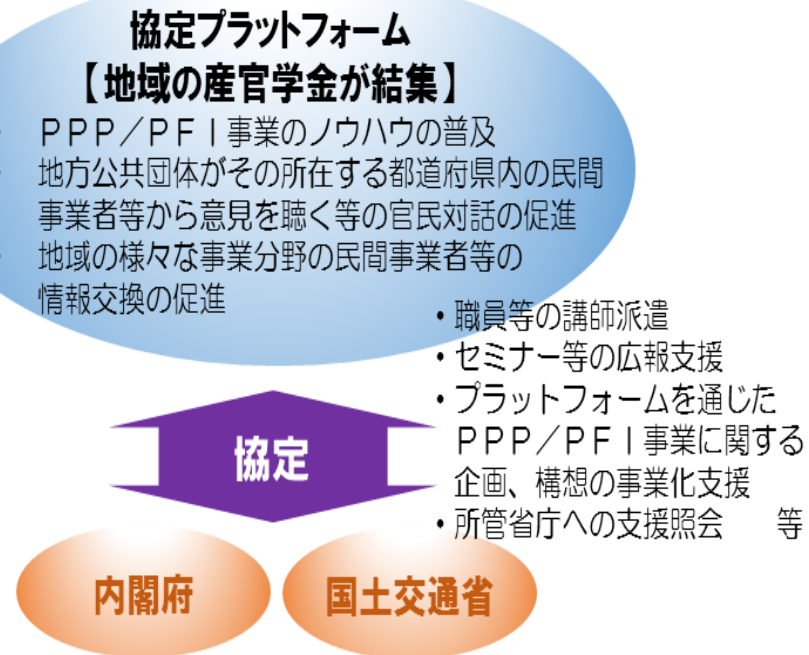 協定プラットフォーム
【地域の産官学金が結集】
・ ＰＰＰ／ＰＦＩ事業のノウハウの普及
・ 地方公共団体がその所在する都道府県内の民間
事業者等から意見を聴く等の官民対話の促進
・ 地域の様々な事業分野の民間事業者等の
情報交換の促進
・職員等の講師派遣
・セミナー等の広報支援
・プラットフォームを通じた
ＰＰＰ／ＰＦＩ事業に関する
企画、構想の事業化支援
・所管省庁への支援照会　　等
協定
内閣府
国土交通省